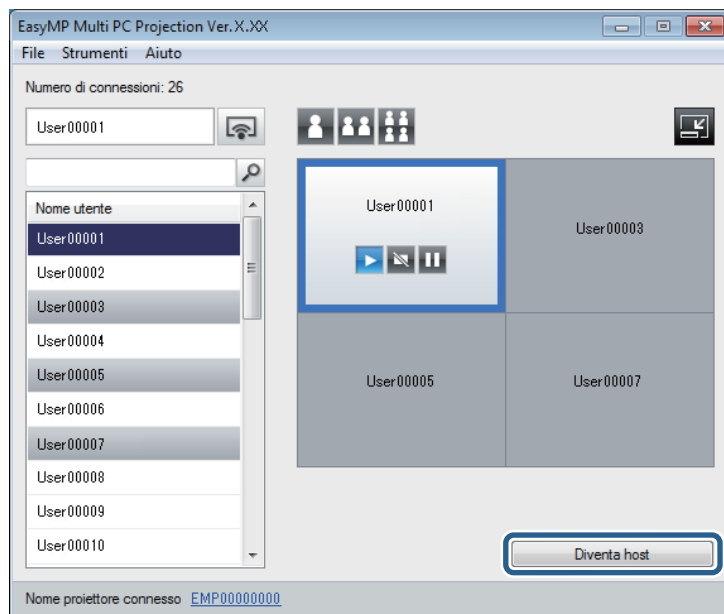 EasyMP Multi PC Projection Ver.X.XX
File Strumenti Aiuto
Numero di connessioni: 26
User00001
Nome utente
User00001
User00002
User00003
User00004
User00005
User00006
User00007
User00008
User00009
User00010
User00001
User00003
User00005
User00007
Diventa host
Nome proiettore connesso EMP00000000